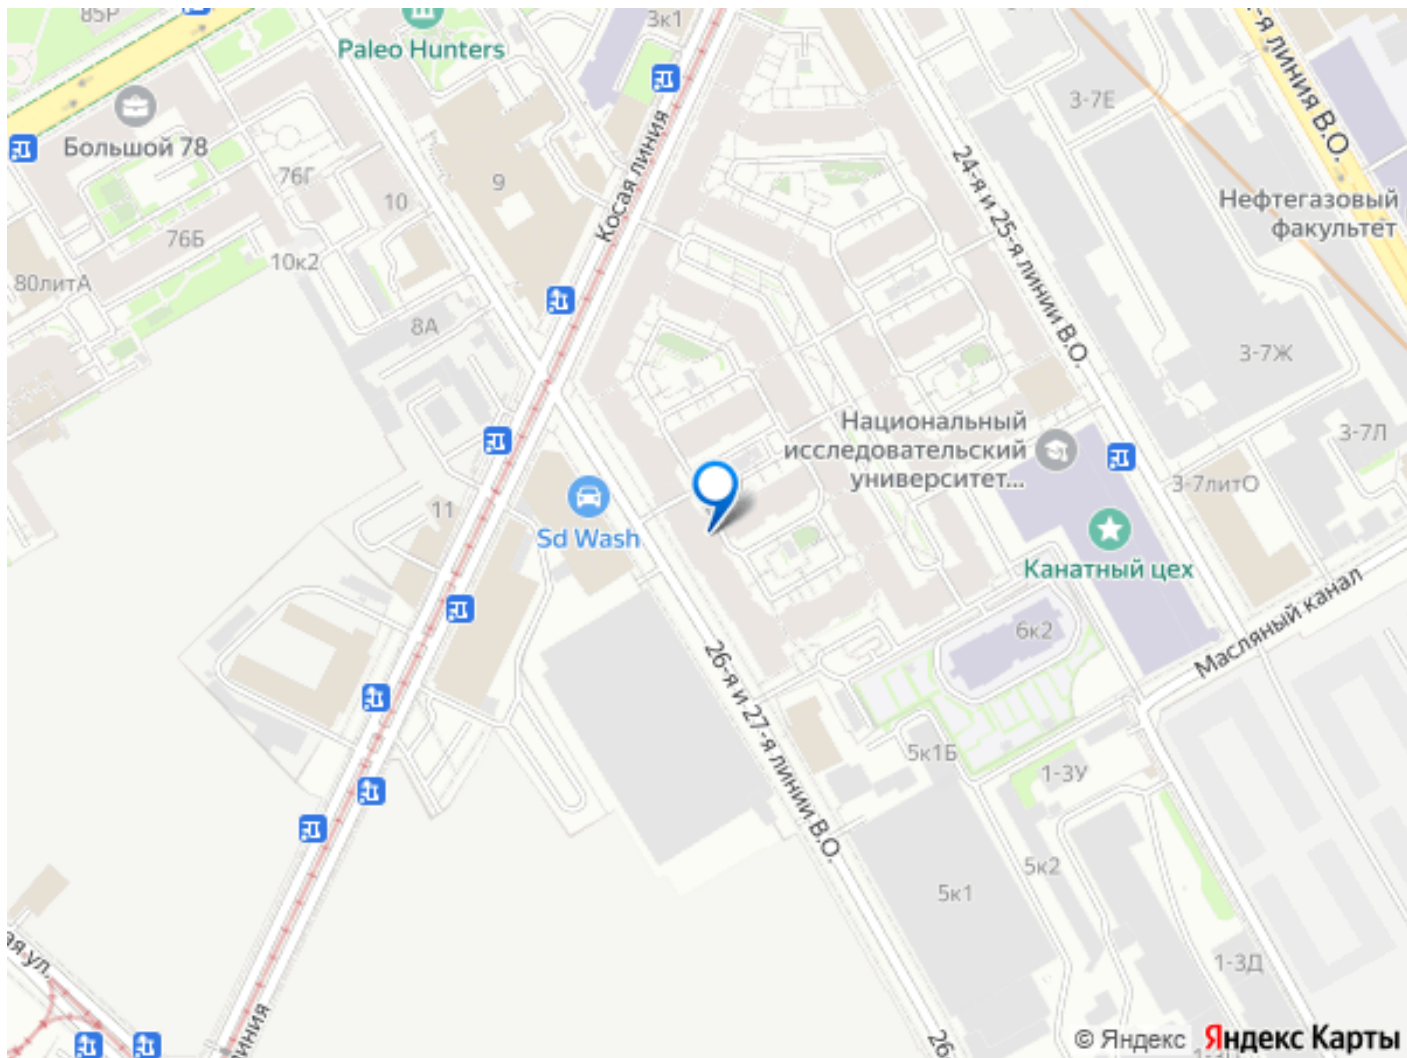 85Р
3к1
Paleo Hunters
Большой 78
3-7Е
-я линия В.О.
Косая линия
24-я и 25-я линии В.О.
76Г
9
10
Нефтегазовый
факультет
76Б
10к2
80литА
8А
3-7Ж
Национальный
исследовательский
университет...
3-7Л
3-7литО
11
Sd Wash
Канатный цех
Масляный канал
6к2
26-я и 27-я линии В.О.
5к1Б
1-3У
5к2
5к1
1-3Д
ая ул.
линия
26-
© Яндекс Яндекс Карты